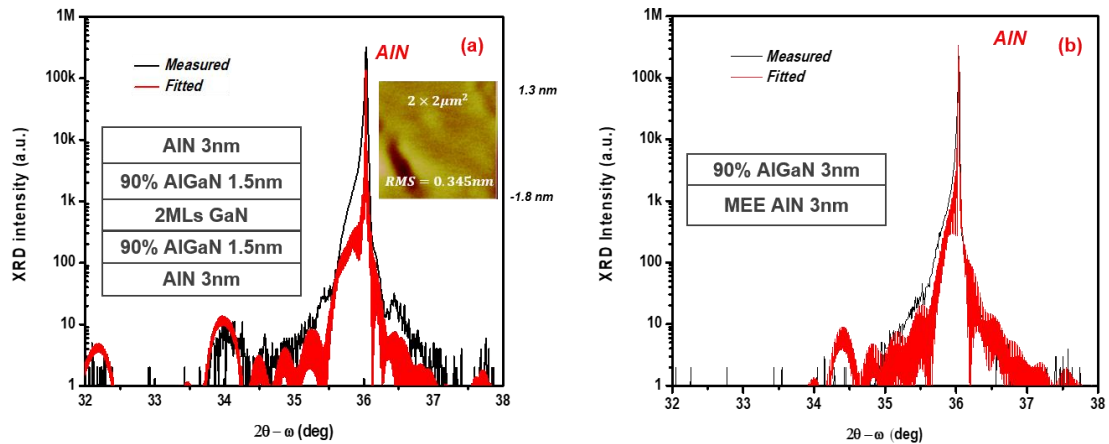 1M
100k
10k
1k
100
10
1
XRD intensity (a.u.)
Measured
Fitted
AlN
(a)
2 × 2μm²
RMS = 0.345nm
1.3 nm
-1.8 nm
AlN 3nm
90% AlGaN 1.5nm
2MLs GaN
90% AlGaN 1.5nm
AlN 3nm
32 33 34 35 36 37 38
2θ – ω (deg)
1M
100k
10k
1k
100
10
1
XRD Intensity (a.u.)
Measured
Fitted
AlN
(b)
90% AlGaN 3nm
MEE AlN 3nm
32 33 34 35 36 37 38
2θ – ω (deg)